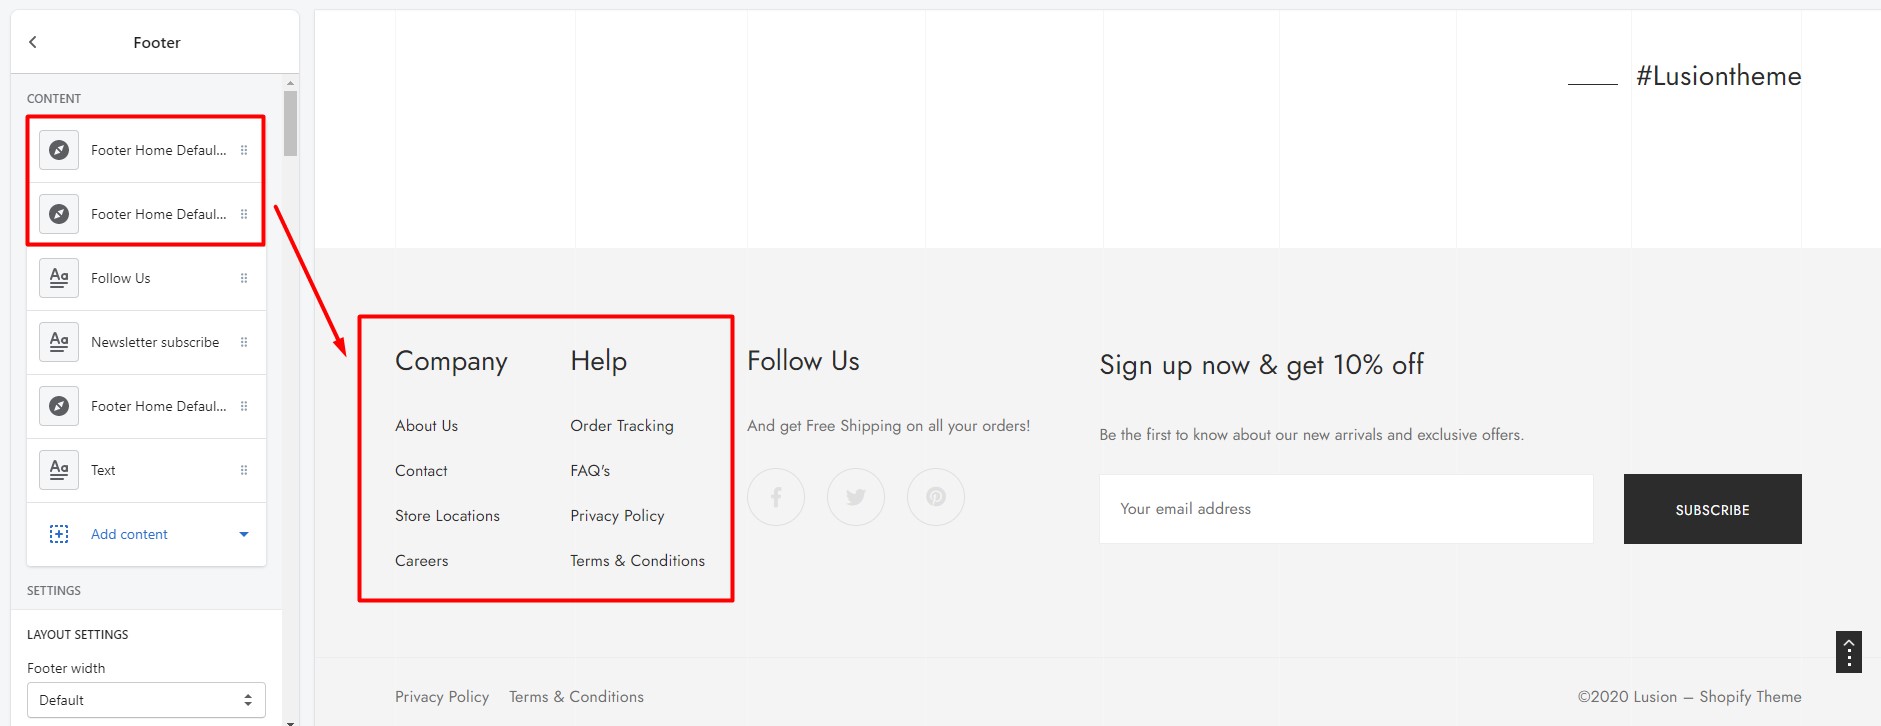 Footer
CONTENT
Footer Home Defaul...
Footer Home Defaul...
Aa Follow Us
Aa Newsletter subscribe
Footer Home Defaul...
Aa Text
Add content
SETTINGS
LAYOUT SETTINGS
Footer width
Default
#Lusiontheme
Company
About Us
Contact
Store Locations
Careers
Help
Order Tracking
FAQ's
Privacy Policy
Terms & Conditions
Follow Us
And get Free Shipping on all your orders!
Sign up now & get 10% off
Be the first to know about our new arrivals and exclusive offers.
Your email address
SUBSCRIBE
Privacy Policy Terms & Conditions
©2020 Lusion – Shopify Theme